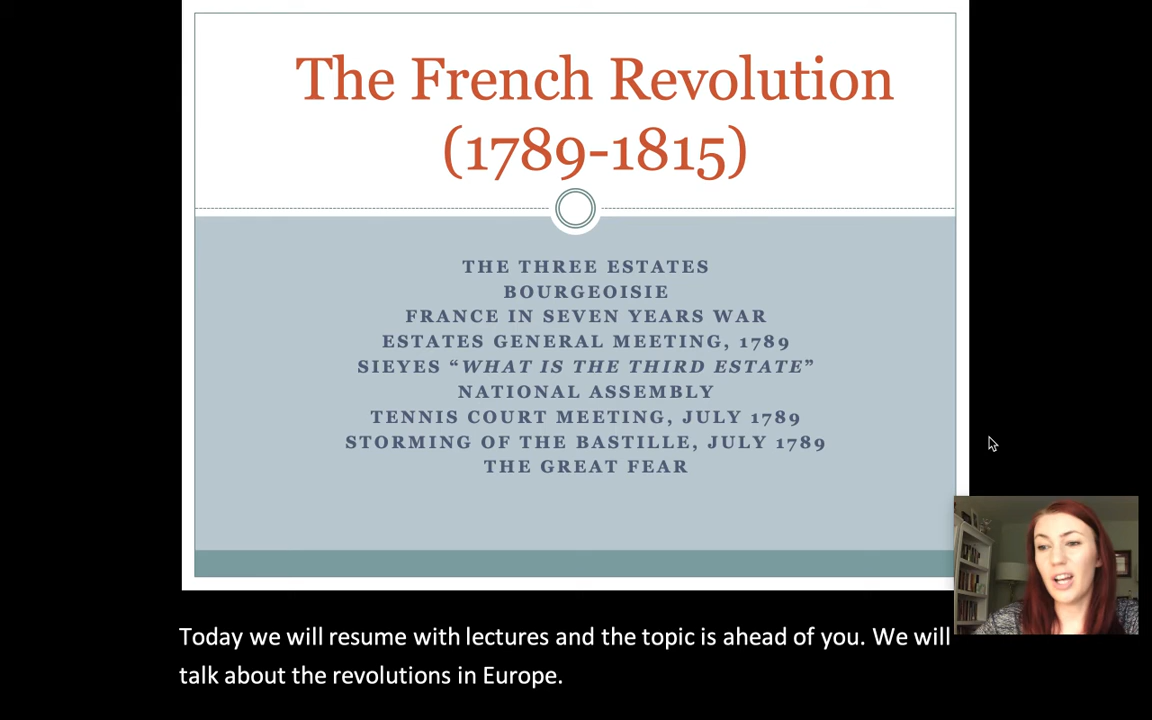 The French Revolution
(1789-1815)
THE THREE ESTATES
BOURGEOISIE
FRANCE IN SEVEN YEARS WAR
ESTATES GENERAL MEETING, 1789
SIEYES “WHAT IS THE THIRD ESTATE”
NATIONAL ASSEMBLY
TENNIS COURT MEETING, JULY 1789
STORMING OF THE BASTILLE, JULY 1789
THE GREAT FEAR
Today we will resume with lectures and the topic is ahead of you. We will
talk about the revolutions in Europe.